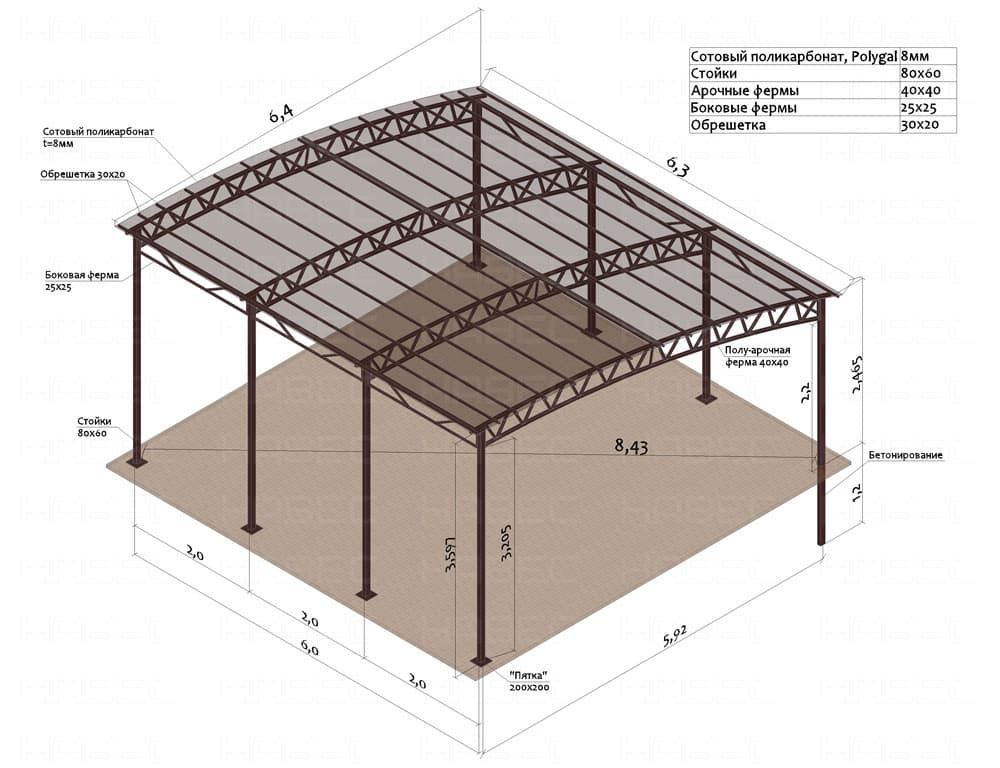 Сотовый поликарбонат, Polygal 8мм
Стойки 80х60
Арочные фермы 40х40
Боковые фермы 25х25
Обрешетка 30х20
6,4
6,3
Сотовый поликарбонат
t=8мм
Обрешетка 30х20
Боковая ферма
25х25
Полу-арочная
ферма 40х40
2,2
2,465
Стойки
80х60
8,43
Бетонирование
1,2
3,597
3,205
2,0
2,0
6,0
2,0
5,92
"Пятка"
200х200